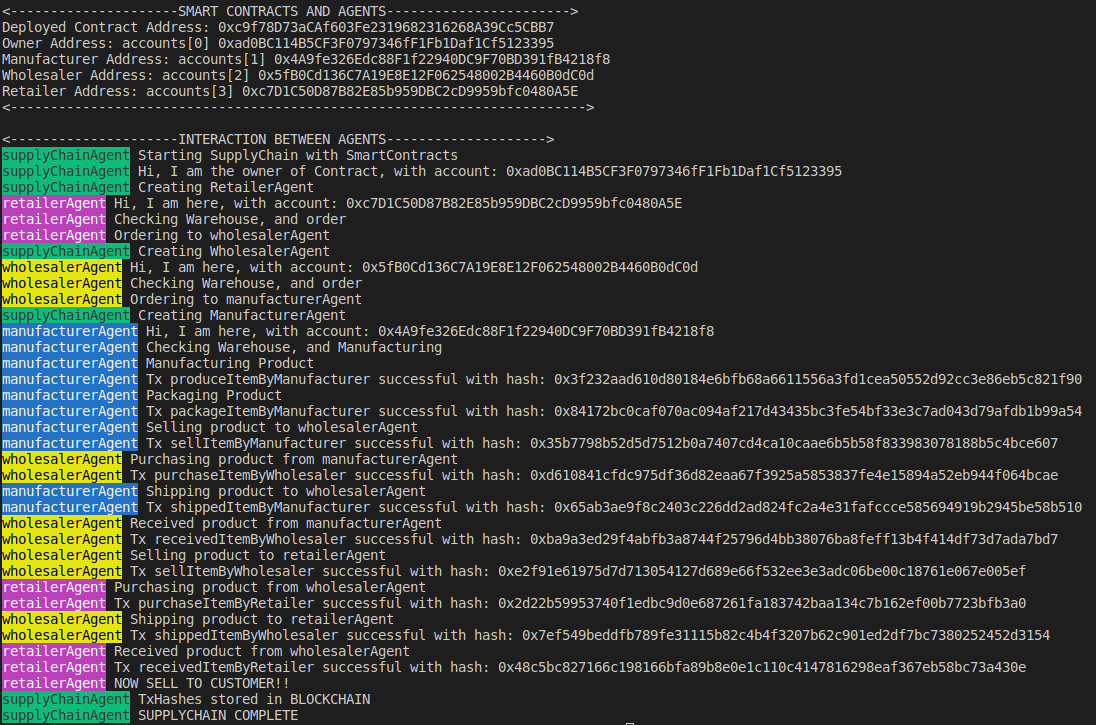 <---------------------SMART CONTRACTS AND AGENTS----------------------->
Deployed Contract Address: 0xc9f78D73aCAf603Fe2319682316268A39Cc5CBB7
Owner Address: accounts[0] 0xad0BC114B5CF3F0797346fF1Fb1Daf1Cf5123395
Manufacturer Address: accounts[1] 0x4A9fe326Edc88F1f22940DC9F70BD391fB4218f8
Wholesaler Address: accounts[2] 0x5fB0Cd136C7A19E8E12F062548002B4460B0dC0d
Retailer Address: accounts[3] 0xc7D1C50D87B82E85b959DBC2cD9959bfc0480A5E
<------------------------------------------------------------------------>
<---------------------INTERACTION BETWEEN AGENTS-------------------->
supplyChainAgent Starting SupplyChain with SmartContracts
supplyChainAgent Hi, I am the owner of Contract, with account: 0xad0BC114B5CF3F0797346fF1Fb1Daf1Cf5123395
supplyChainAgent Creating RetailerAgent
retailerAgent Hi, I am here, with account: 0xc7D1C50D87B82E85b959DBC2cD9959bfc0480A5E
retailerAgent Checking Warehouse, and order
retailerAgent Ordering to wholesalerAgent
supplyChainAgent Creating WholesalerAgent
wholesalerAgent Hi, I am here, with account: 0x5fB0Cd136C7A19E8E12F062548002B4460B0dC0d
wholesalerAgent Checking Warehouse, and order
wholesalerAgent Ordering to manufacturerAgent
supplyChainAgent Creating ManufacturerAgent
manufacturerAgent Hi, I am here, with account: 0x4A9fe326Edc88F1f22940DC9F70BD391fB4218f8
manufacturerAgent Checking Warehouse, and Manufacturing
manufacturerAgent Manufacturing Product
manufacturerAgent Tx produceItemByManufacturer successful with hash: 0x3f232aad610d80184e6bfb68a6611556a3fd1cea50552d92cc3e86eb5c821f90
manufacturerAgent Packaging Product
manufacturerAgent Tx packageItemByManufacturer successful with hash: 0x84172bc0caf070ac094af217d43435bc3fe54bf33e3c7ad043d79afdb1b99a54
manufacturerAgent Selling product to wholesalerAgent
manufacturerAgent Tx sellItemByManufacturer successful with hash: 0x35b7798b52d5d7512b0a7407cd4ca10caae6b5b58f833983078188b5c4bce607
wholesalerAgent Purchasing product from manufacturerAgent
wholesalerAgent Tx purchaseItemByWholesaler successful with hash: 0xd610841cfdc975df36d82eaa67f3925a5853837fe4e15894a52eb944f064bcae
manufacturerAgent Shipping product to wholesalerAgent
manufacturerAgent Tx shippedItemByManufacturer successful with hash: 0x65ab3ae9f8c2403c226dd2ad824fc2a4e31fafccce585694919b2945be58b510
wholesalerAgent Received product from manufacturerAgent
wholesalerAgent Tx receivedItemByWholesaler successful with hash: 0xba9a3ed29f4abfb3a8744f25796d4bb38076ba8feff13b4f414df73d7ada7bd7
wholesalerAgent Selling product to retailerAgent
wholesalerAgent Tx sellItemByWholesaler successful with hash: 0xe2f91e61975d7d713054127d689e66f532ee3e3adc06be00c18761e067e005ef
retailerAgent Purchasing product from wholesalerAgent
retailerAgent Tx purchaseItemByRetailer successful with hash: 0x2d22b59953740f1edbc9d0e687261fa183742baa134c7b162ef00b7723bfb3a0
wholesalerAgent Shipping product to retailerAgent
wholesalerAgent Tx shippedItemByWholesaler successful with hash: 0x7ef549beddfb789fe31115b82c4b4f3207b62c901ed2df7bc7380252452d3154
retailerAgent Received product from wholesalerAgent
retailerAgent Tx receivedItemByRetailer successful with hash: 0x48c5bc827166c198166bfa89b8e0e1c110c4147816298eaf367eb58bc73a430e
retailerAgent NOW SELL TO CUSTOMER!!
supplyChainAgent TxHashes stored in BLOCKCHAIN
supplyChainAgent SUPPLYCHAIN COMPLETE